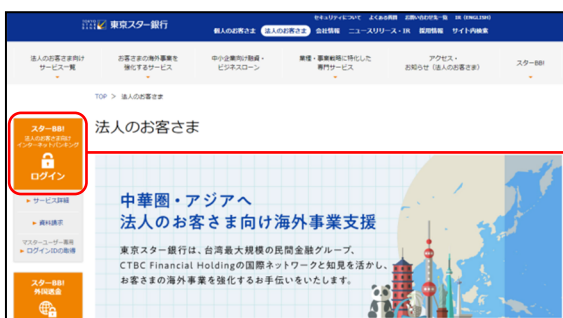 TOKYO STAR BANK 東京スター銀行
セキュリティについて よくある質問 お問い合わせ先一覧 IR (ENGLISH)
個人のお客さま 法人のお客さま 会社情報 ニュースリリース・IR 採用情報 サイト内検索
法人のお客さま向け
サービス一覧
お客さまの海外事業を
強化するサービス
中小企業向け融資・
ビジネスローン
業種・事業戦略に特化した
専門サービス
アクセス・
お知らせ（法人のお客さま）
スターBB!
TOP > 法人のお客さま
スターBB!
法人のお客さま向け
インターネットバンキング
ログイン
サービス詳細
資料請求
マスターユーザー専用
ログインIDの取得
スターBB!
外国送金
法人のお客さま
中華圏・アジアへ
法人のお客さま向け海外事業支援
東京スター銀行は、台湾最大規模の民間金融グループ、
CTBC Financial Holdingの国際ネットワークと知見を活かし、
お客さまの海外事業を強化するお手伝いをいたします。